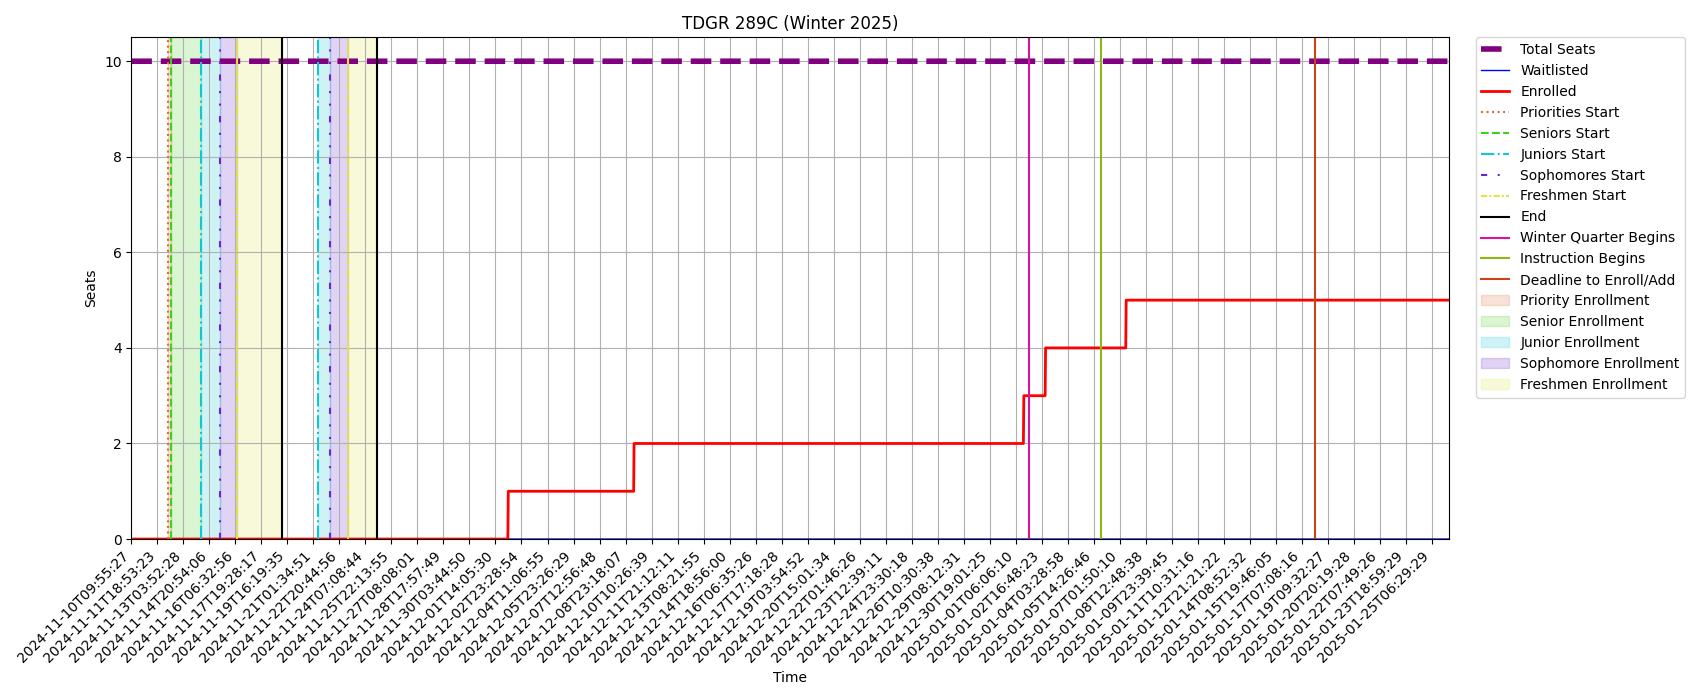 TDGR 289C (Winter 2025)
Seats
10
8
6
4
2
0
2024-11-10T09:55:27
2024-11-11T18:53:23
2024-11-13T03:52:28
2024-11-14T20:54:06
2024-11-16T06:32:56
2024-11-17T19:28:17
2024-11-19T16:19:35
2024-11-21T01:34:51
2024-11-22T20:44:56
2024-11-24T07:08:44
2024-11-25T22:13:55
2024-11-27T08:08:01
2024-11-28T17:57:49
2024-11-30T03:44:50
2024-12-01T14:05:30
2024-12-02T23:28:54
2024-12-04T11:06:55
2024-12-05T23:26:29
2024-12-07T12:56:48
2024-12-08T23:18:07
2024-12-10T10:26:39
2024-12-11T21:12:11
2024-12-13T08:21:55
2024-12-14T18:56:00
2024-12-16T06:35:26
2024-12-17T17:18:28
2024-12-19T03:54:52
2024-12-20T15:01:34
2024-12-22T01:46:26
2024-12-23T12:39:11
2024-12-24T23:30:18
2024-12-26T10:30:38
2024-12-29T08:12:31
2024-12-30T19:01:25
2025-01-01T06:06:10
2025-01-02T16:48:23
2025-01-04T03:28:58
2025-01-05T14:26:46
2025-01-07T01:50:10
2025-01-08T12:48:38
2025-01-09T23:39:45
2025-01-11T10:31:16
2025-01-12T21:21:22
2025-01-14T08:52:32
2025-01-15T19:46:05
2025-01-17T07:08:16
2025-01-19T09:32:27
2025-01-20T20:19:28
2025-01-22T07:49:26
2025-01-23T18:59:29
2025-01-25T06:29:29
Time
Total Seats
Waitlisted
Enrolled
Priorities Start
Seniors Start
Juniors Start
Sophomores Start
Freshmen Start
End
Winter Quarter Begins
Instruction Begins
Deadline to Enroll/Add
Priority Enrollment
Senior Enrollment
Junior Enrollment
Sophomore Enrollment
Freshmen Enrollment